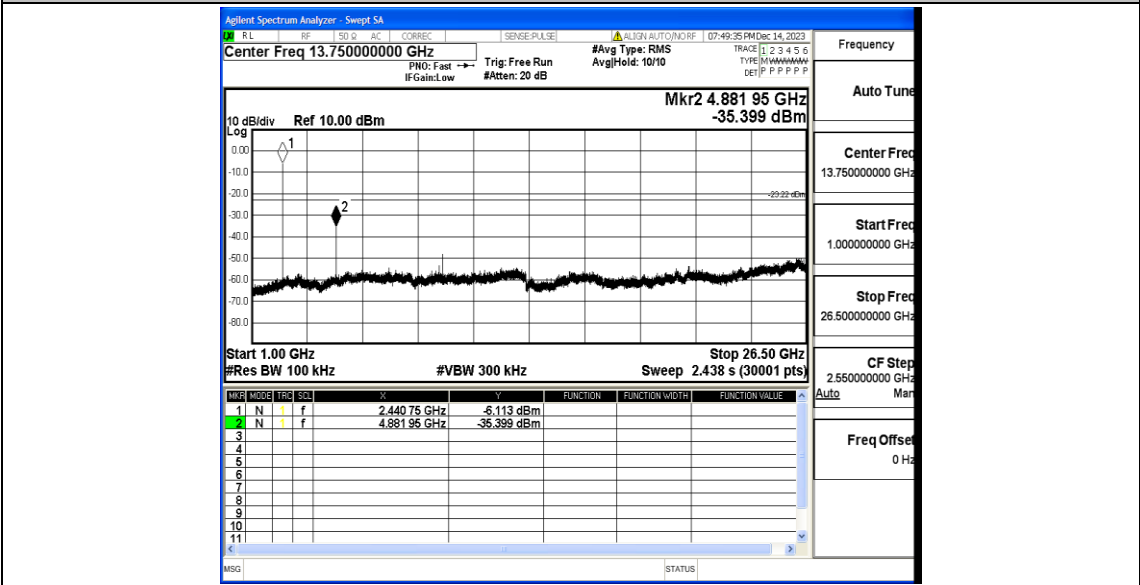 Agilent Spectrum Analyzer - Swept SA
RL RF 50 Ω AC CORREC SENSE:PULSE ALIGN AUTO/NO RF 07:49:35 PM Dec 14, 2023
Center Freq 13.750000000 GHz #Avg Type: RMS TRACE 1 2 3 4 5 6
PNO: Fast Trig: Free Run Avg|Hold: 10/10 TYPE M
IFGain:Low #Atten: 20 dB DET P P P P P P
Mkr2 4.881 95 GHz
-35.399 dBm
10 dB/div Ref 10.00 dBm
Log
0.00
-10.0
-20.0
-30.0
-40.0
-50.0
-60.0
-70.0
-80.0
1
2
-23.22 dBm
Start 1.00 GHz Stop 26.50 GHz
#Res BW 100 kHz #VBW 300 kHz Sweep 2.438 s (30001 pts)
MKR MODE TRC SCL X Y FUNCTION FUNCTION WIDTH FUNCTION VALUE
1 N 1 f 2.440 75 GHz -6.113 dBm
2 N 1 f 4.881 95 GHz -35.399 dBm
3
4
5
6
7
8
9
10
11
MSG STATUS
Frequency
Auto Tune
Center Freq
13.750000000 GHz
Start Freq
1.000000000 GHz
Stop Freq
26.500000000 GHz
CF Step
2.550000000 GHz
Auto Man
Freq Offset
0 Hz